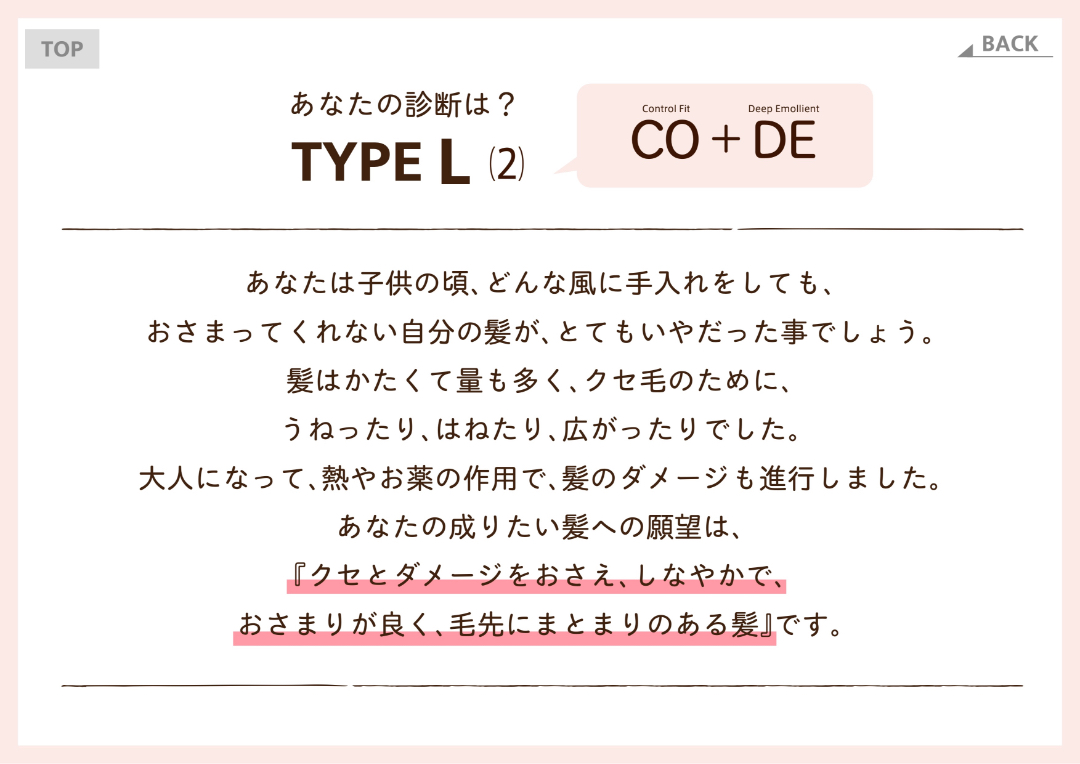 TOP
BACK
あなたの診断は？
TYPE L (2)
Control Fit
Deep Emollient
CO + DE
あなたは子供の頃、どんな風に手入れをしても、
おさまってくれない自分の髪が、とてもいやだった事でしょう。
髪はかたくて量も多く、クセ毛のために、
うねったり、はねたり、広がったりでした。
大人になって、熱やお薬の作用で、髪のダメージも進行しました。
あなたの成りたい髪への願望は、
『クセとダメージをおさえ、しなやかで、
おさまりが良く、毛先にまとまりのある髪』です。